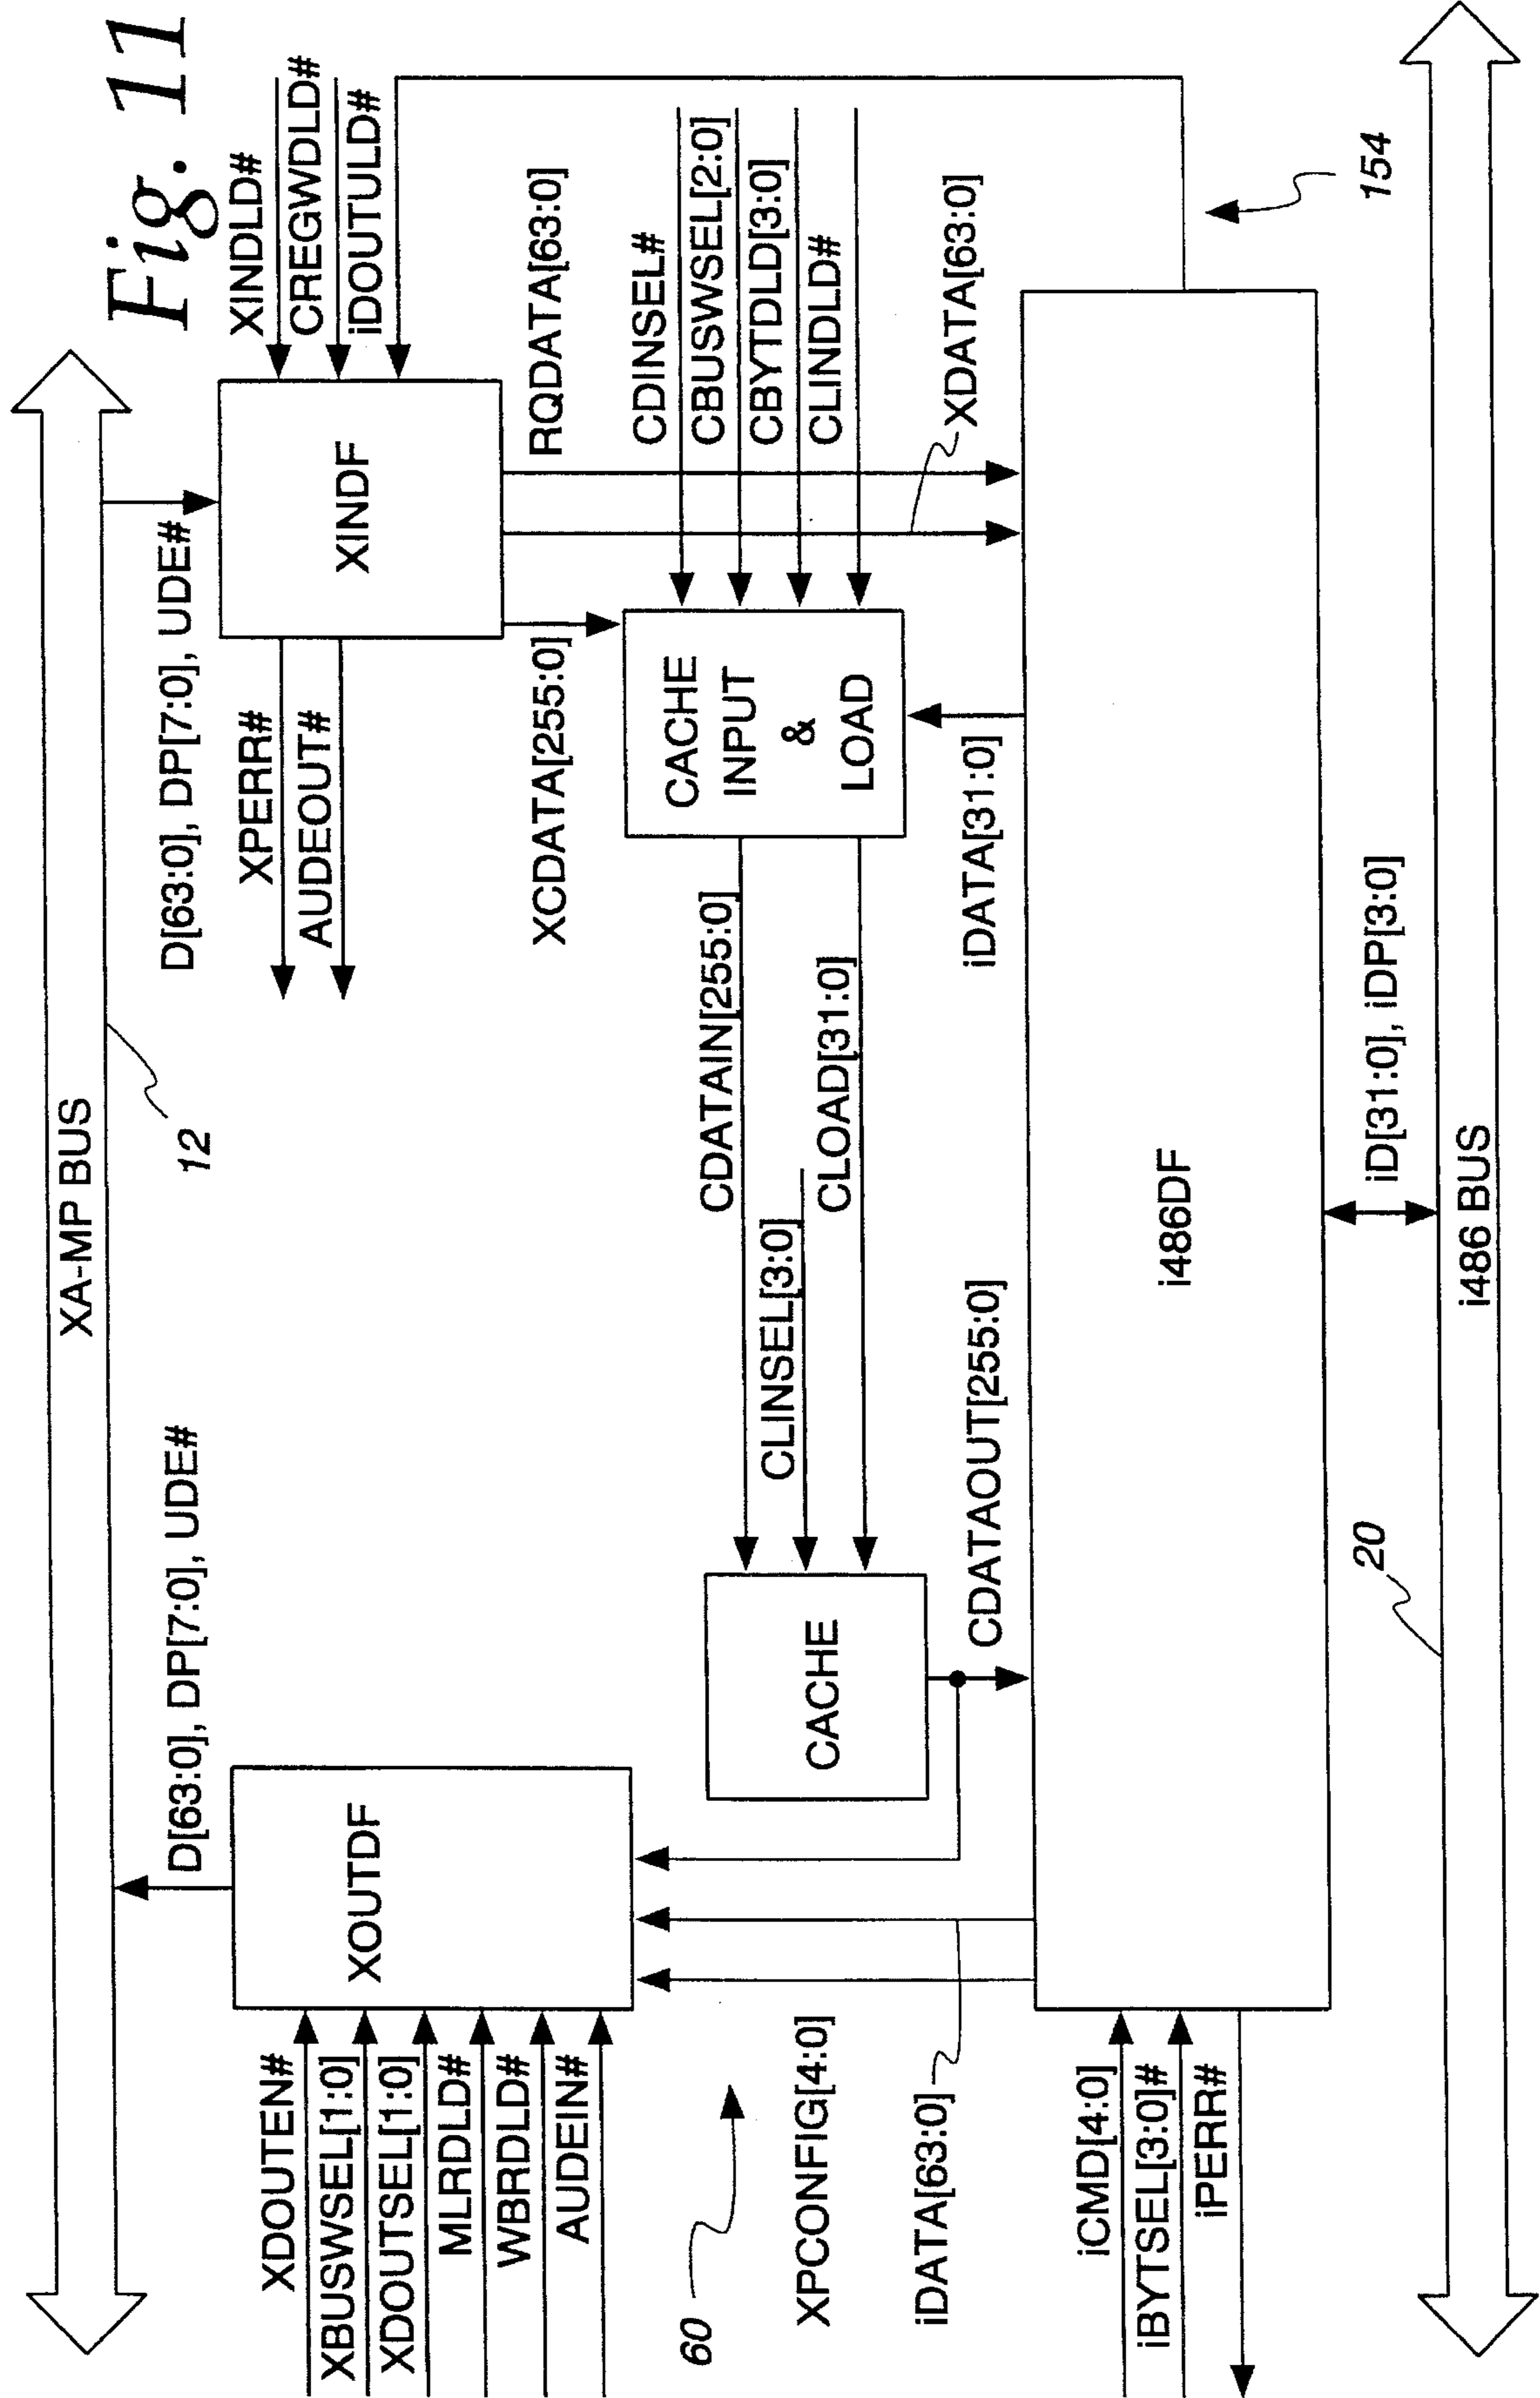 Fig. 11
XA-MP BUS
12
D[63:0], DP[7:0], UDE#
D[63:0], DP[7:0], UDE#
XDOUTEN#
XBUSWSEL[1:0]
XDOUTSEL[1:0]
MLRDLD#
WBRDLD#
AUDEIN#
XOUTDF
XPERR#
AUDEOUT#
XINDF
XINDLD#
CREGWDLD#
iDOUTULD#
RQDATA[63:0]
XCDATA[255:0]
CDINSEL#
CBUSWSEL[2:0]
CBYTDLD[3:0]
CLINDLD#
XDATA[63:0]
CACHE
INPUT
&
LOAD
CDATAIN[255:0]
CLINSEL[3:0]
CLOAD[31:0]
CACHE
60
XPCONFIG[4:0]
iDATA[63:0]
CDATAOUT[255:0]
iDATA[31:0]
154
iCMD[4:0]
iBYTSEL[3:0]#
iPERR#
i486DF
20
iD[31:0], iDP[3:0]
i486 BUS